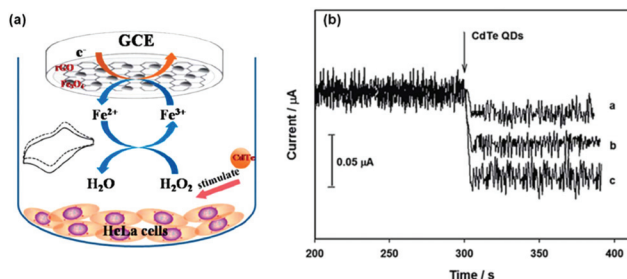 (a)
GCE
e⁻
rGO
Fe₃O₄
Fe²⁺
Fe³⁺
CdTe
stimulate
H₂O
H₂O₂
HeLa cells
(b)
CdTe QDs
Current / μA
0.05 μA
a
b
c
200
250
300
350
400
Time / s